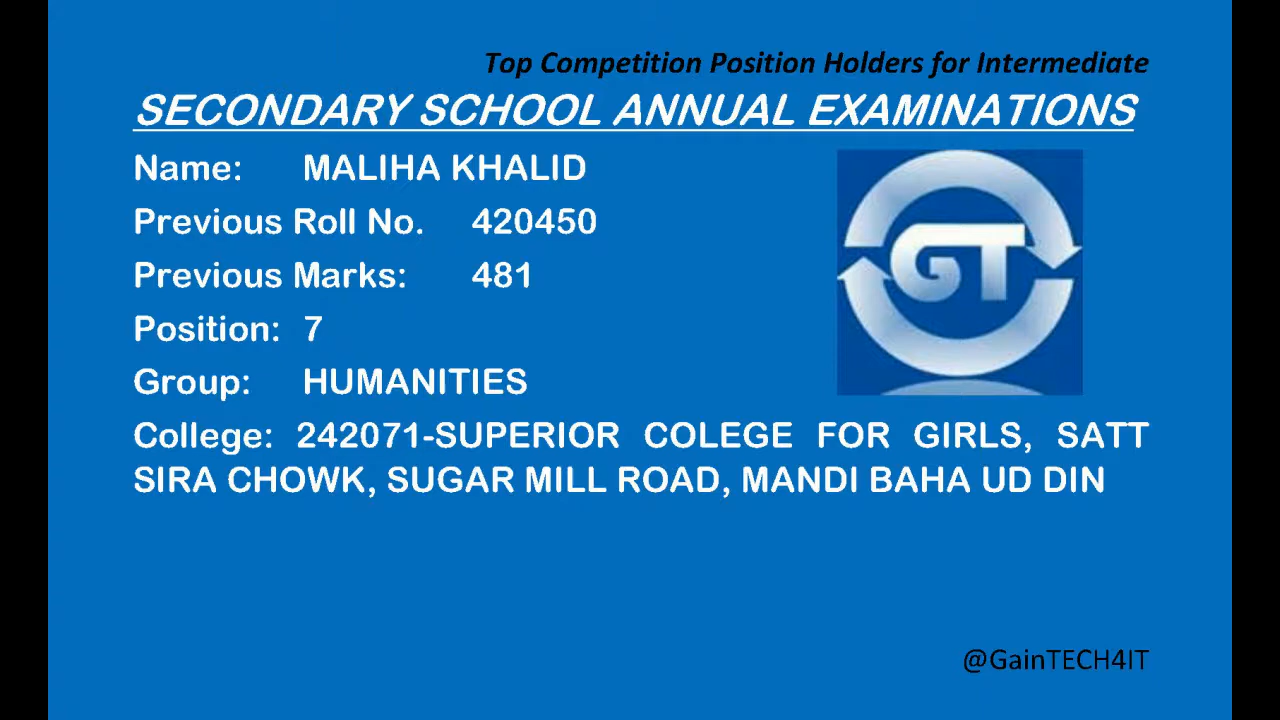 Top Competition Position Holders for Intermediate
SECONDARY SCHOOL ANNUAL EXAMINATIONS
Name: MALIHA KHALID
Previous Roll No. 420450
Previous Marks: 481
Position: 7
Group: HUMANITIES
College: 242071-SUPERIOR COLEGE FOR GIRLS, SATT
SIRA CHOWK, SUGAR MILL ROAD, MANDI BAHA UD DIN
GT
@GainTECH4IT